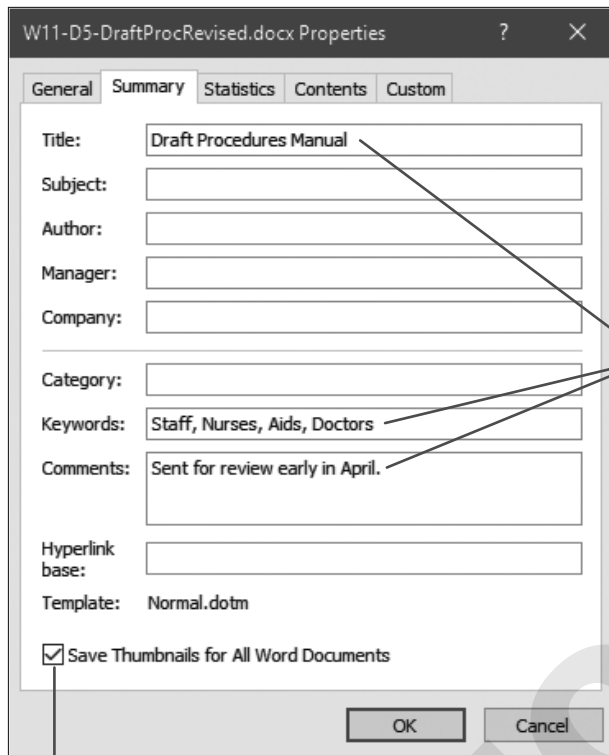 W11-D5-DraftProcRevised.docx Properties ? ✕
General Summary Statistics Contents Custom
Title: Draft Procedures Manual
Subject:
Author:
Manager:
Company:
Category:
Keywords: Staff, Nurses, Aids, Doctors
Comments: Sent for review early in April.
Hyperlink
base:
Template: Normal.dotm
Save Thumbnails for All Word Documents
OK Cancel